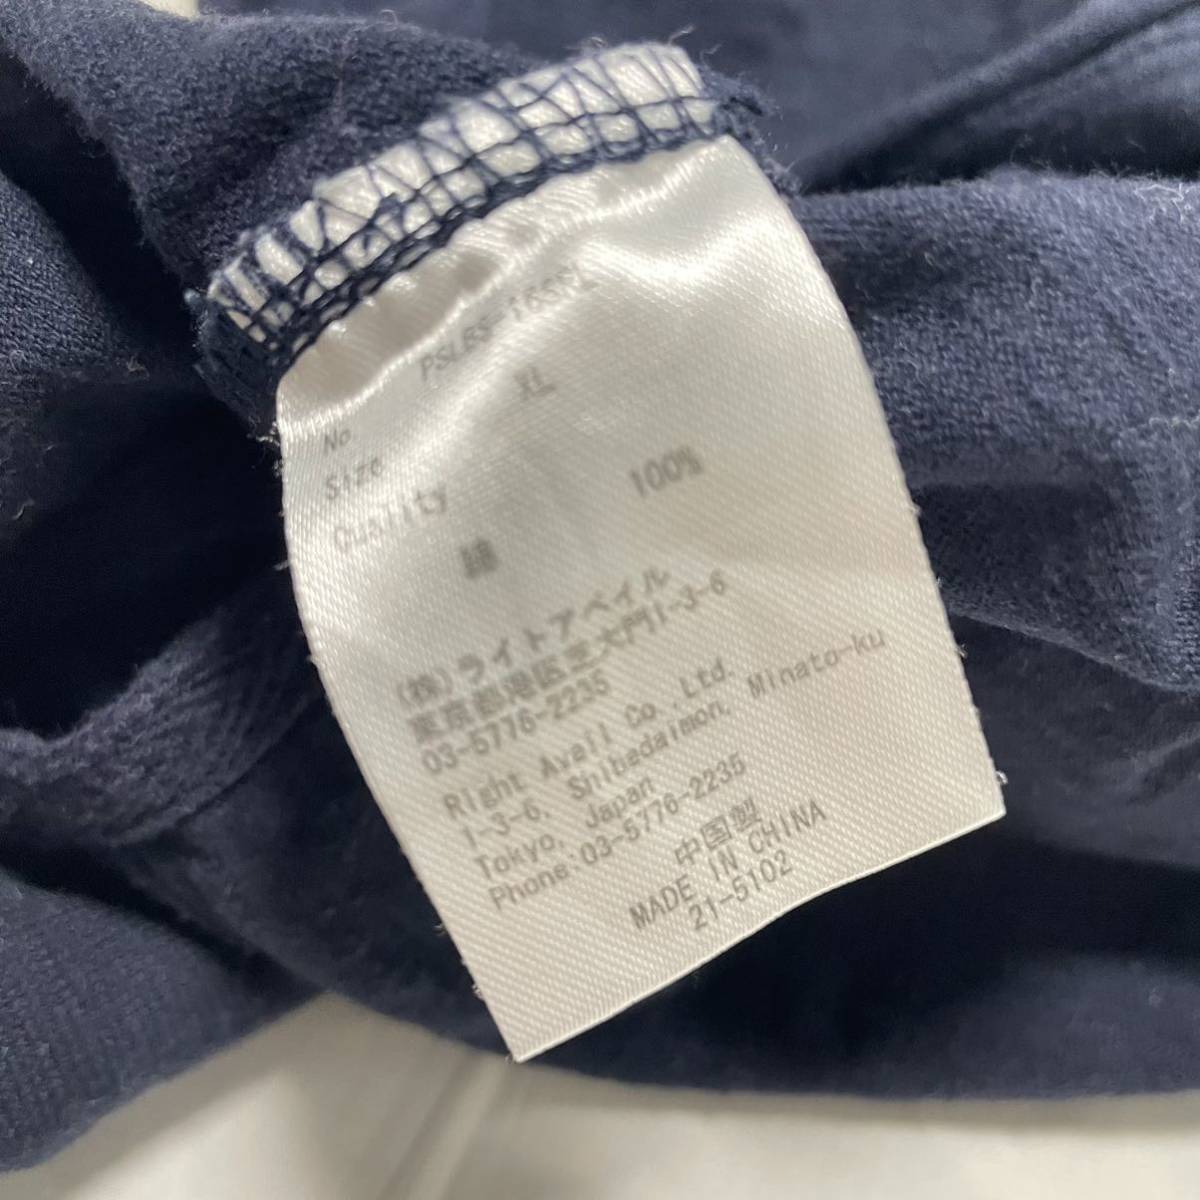 No.
Size XL
Quality
綿 100%
(株)ライトアベイル
東京都港区芝大門1-3-6
03-5776-2235
Right Avail Co.,Ltd.
1-3-6, Shibadaimon, Minato-ku
Tokyo, Japan
Phone:03-5776-2235
中国製
MADE IN CHINA
21-5102